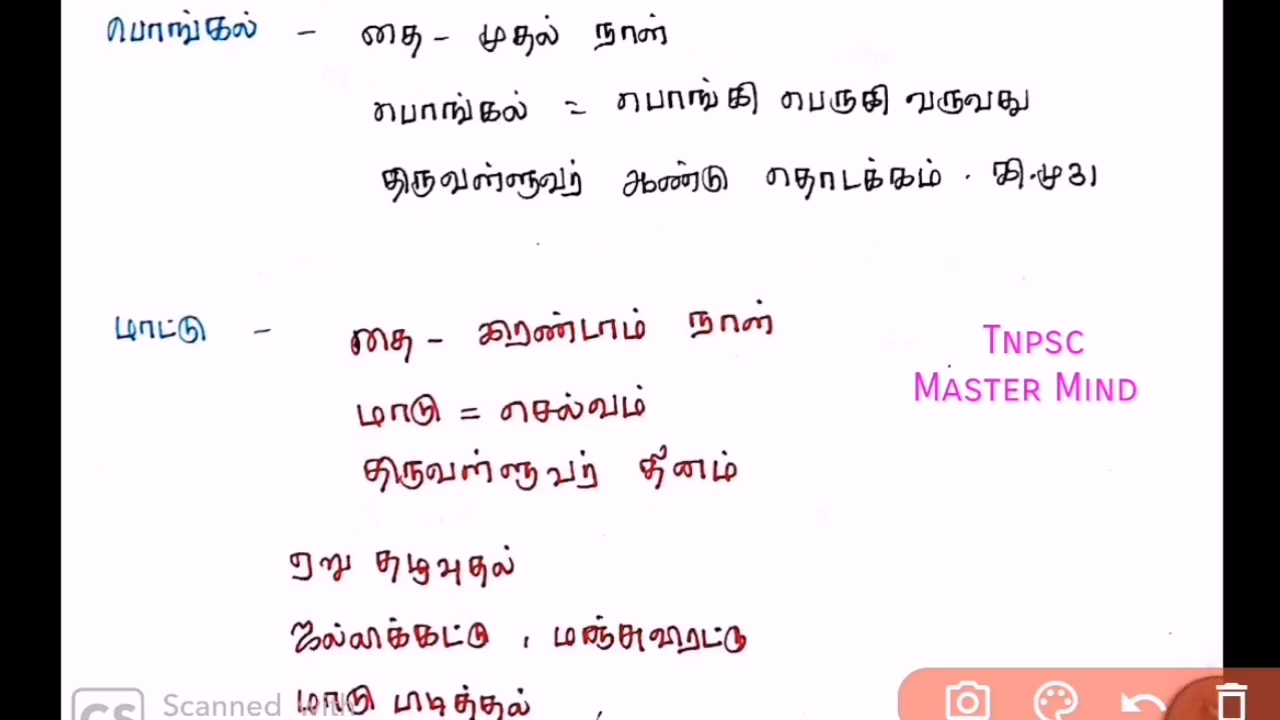 பொங்கல் - தை - முதல் நாள்
பொங்கல் = பொங்கி பெருகி வருவது
திருவள்ளுவர் ஆண்டு தொடக்கம். கி.மு 31
மாட்டு - தை - இரண்டாம் நாள்
மாடு = செல்வம்
திருவள்ளுவர் தினம்
TNPSC
MASTER MIND
ஏறு தழுவுதல்
ஜல்லிக்கட்டு, மஞ்சுவிரட்டு
மாடு பிடித்தல்
CS Scanned with